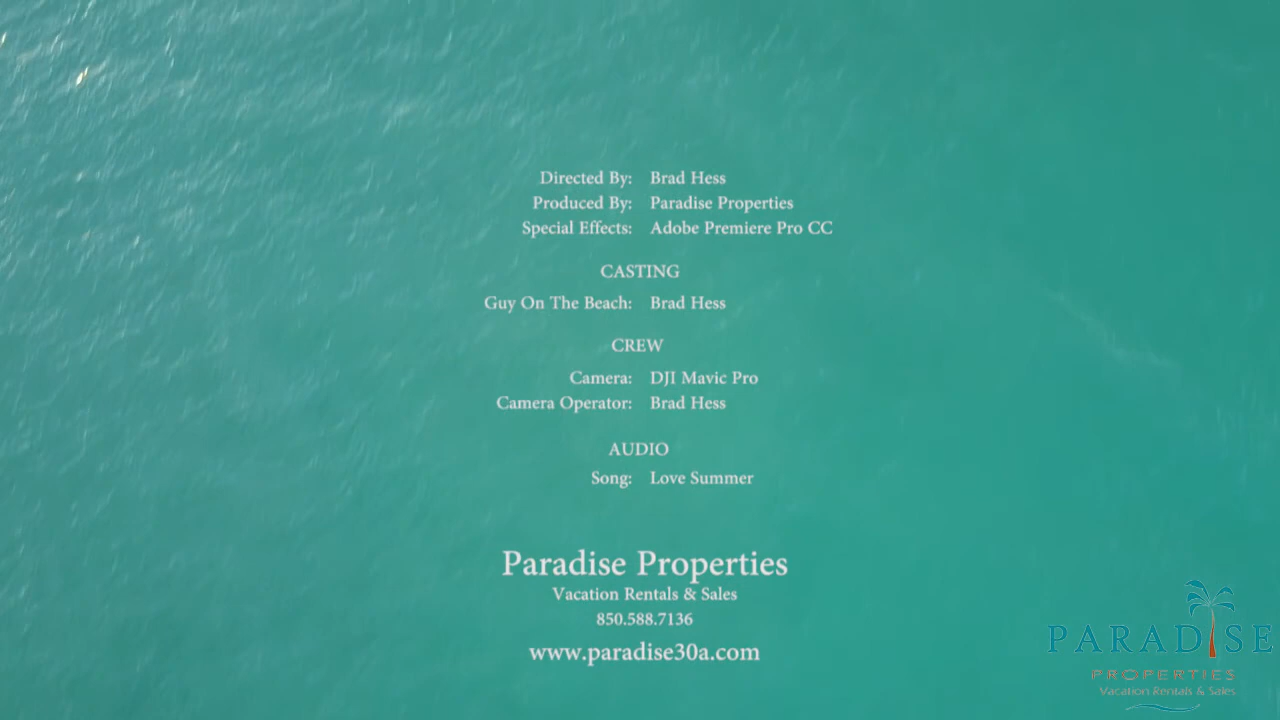 Directed By: Brad Hess
Produced By: Paradise Properties
Special Effects: Adobe Premiere Pro CC
CASTING
Guy On The Beach: Brad Hess
CREW
Camera: DJI Mavic Pro
Camera Operator: Brad Hess
AUDIO
Song: Love Summer
Paradise Properties
Vacation Rentals & Sales
850.588.7136
www.paradise30a.com
PARADISE
PROPERTIES
Vacation Rentals & Sales